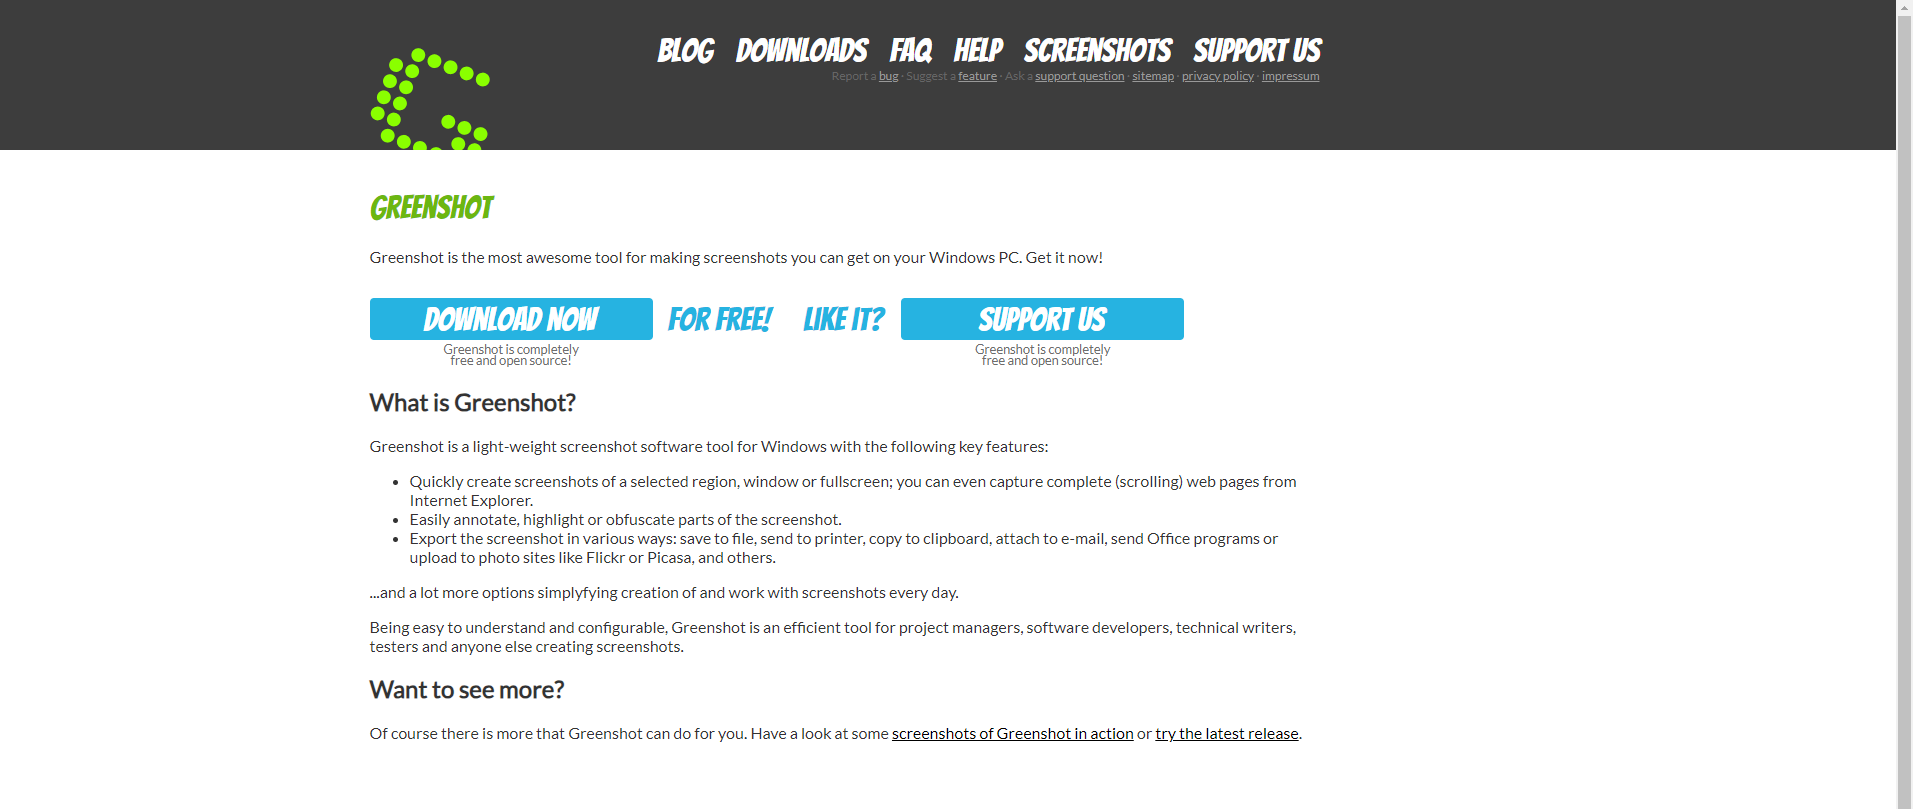 BLOG DOWNLOADS FAQ HELP SCREENSHOTS SUPPORT US
Report a bug · Suggest a feature · Ask a support question · sitemap · privacy policy · impressum
GREENSHOT
Greenshot is the most awesome tool for making screenshots you can get on your Windows PC. Get it now!
DOWNLOAD NOW FOR FREE! LIKE IT? SUPPORT US
Greenshot is completely
free and open source!
Greenshot is completely
free and open source!
What is Greenshot?
Greenshot is a light-weight screenshot software tool for Windows with the following key features:
• Quickly create screenshots of a selected region, window or fullscreen; you can even capture complete (scrolling) web pages from
Internet Explorer.
• Easily annotate, highlight or obfuscate parts of the screenshot.
• Export the screenshot in various ways: save to file, send to printer, copy to clipboard, attach to e-mail, send Office programs or
upload to photo sites like Flickr or Picasa, and others.
...and a lot more options simplyfying creation of and work with screenshots every day.
Being easy to understand and configurable, Greenshot is an efficient tool for project managers, software developers, technical writers,
testers and anyone else creating screenshots.
Want to see more?
Of course there is more that Greenshot can do for you. Have a look at some screenshots of Greenshot in action or try the latest release.